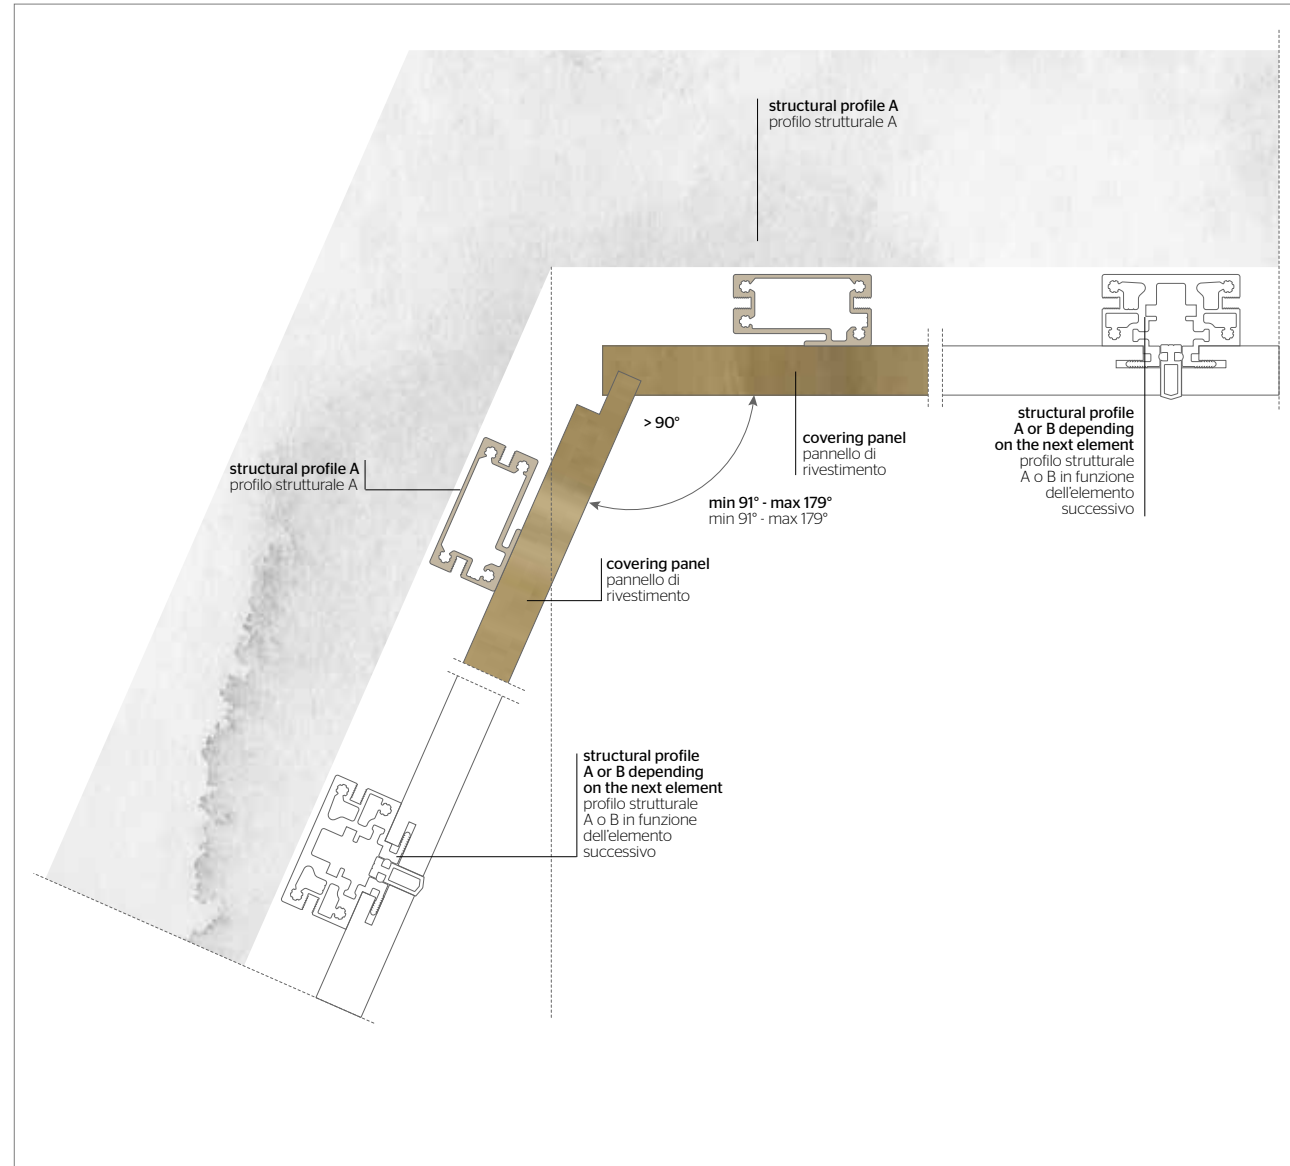 structural profile A
profilo strutturale A
> 90°
covering panel
pannello di
rivestimento
structural profile
A or B depending
on the next element
profilo strutturale
A o B in funzione
dell'elemento
successivo
structural profile A
profilo strutturale A
min 91° - max 179°
min 91° - max 179°
covering panel
pannello di
rivestimento
structural profile
A or B depending
on the next element
profilo strutturale
A o B in funzione
dell'elemento
successivo